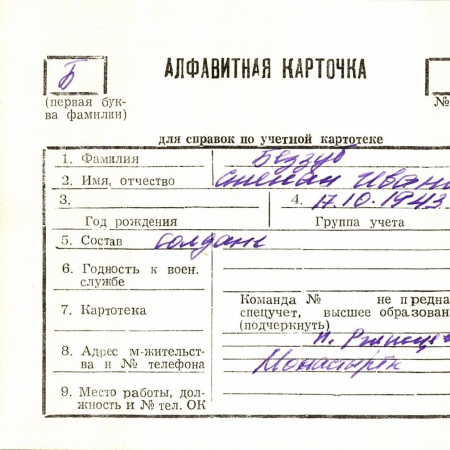 Б
АЛФАВИТНАЯ КАРТОЧКА
(первая бук-
ва фамилии)
№
для справок по учетной картотеке
1. Фамилия Беззуб
2. Имя, отчество Степан Ивано
3. 4. 17.10.1943
Год рождения Группа учета
5. Состав солдат
6. Годность к воен.
службе
Команда № не предна
7. Картотека спецучет, высшее образован
(подчеркнуть)
п.
8. Адрес м-жительст-
ва и № телефона Монастырёк
9. Место работы, дол-
жность и № тел. ОК